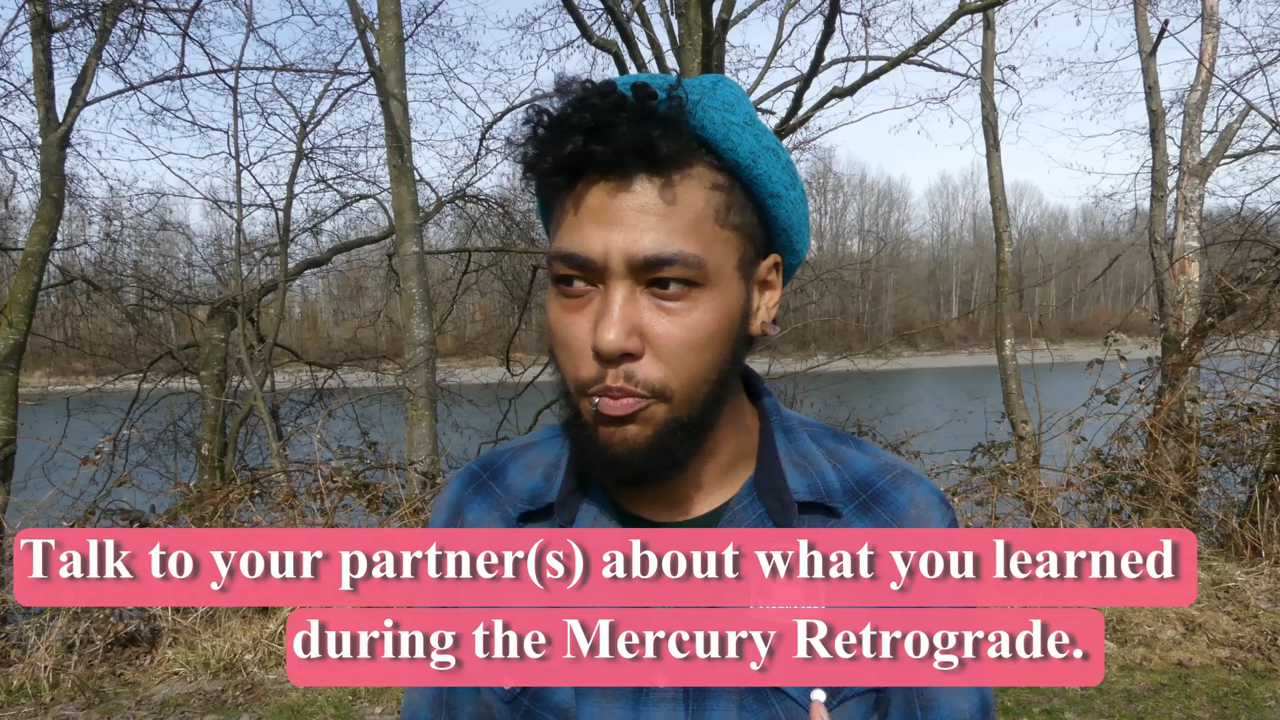 Talk to your partner(s) about what you learned
during the Mercury Retrograde.